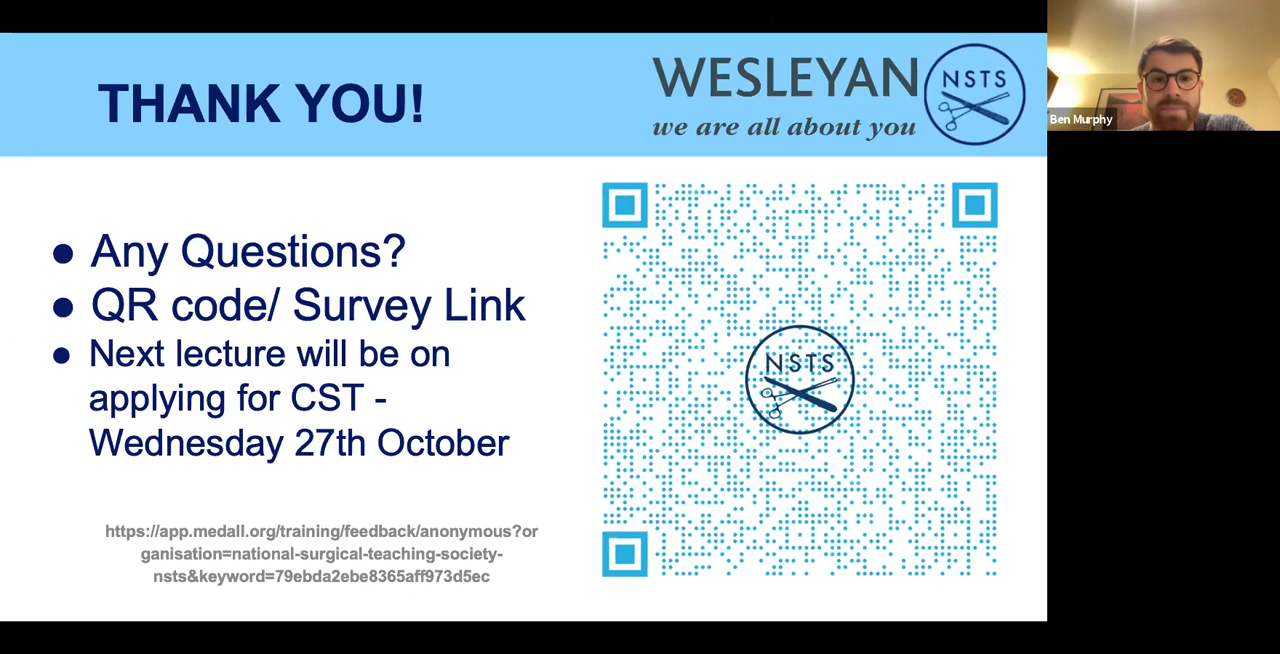 THANK YOU!
WESLEYAN
we are all about you
NSTS
Ben Murphy
● Any Questions?
● QR code/ Survey Link
● Next lecture will be on
applying for CST -
Wednesday 27th October
NSTS
https://app.medall.org/training/feedback/anonymous?or
ganisation=national-surgical-teaching-society-
nsts&keyword=79ebda2ebe8365aff973d5ec